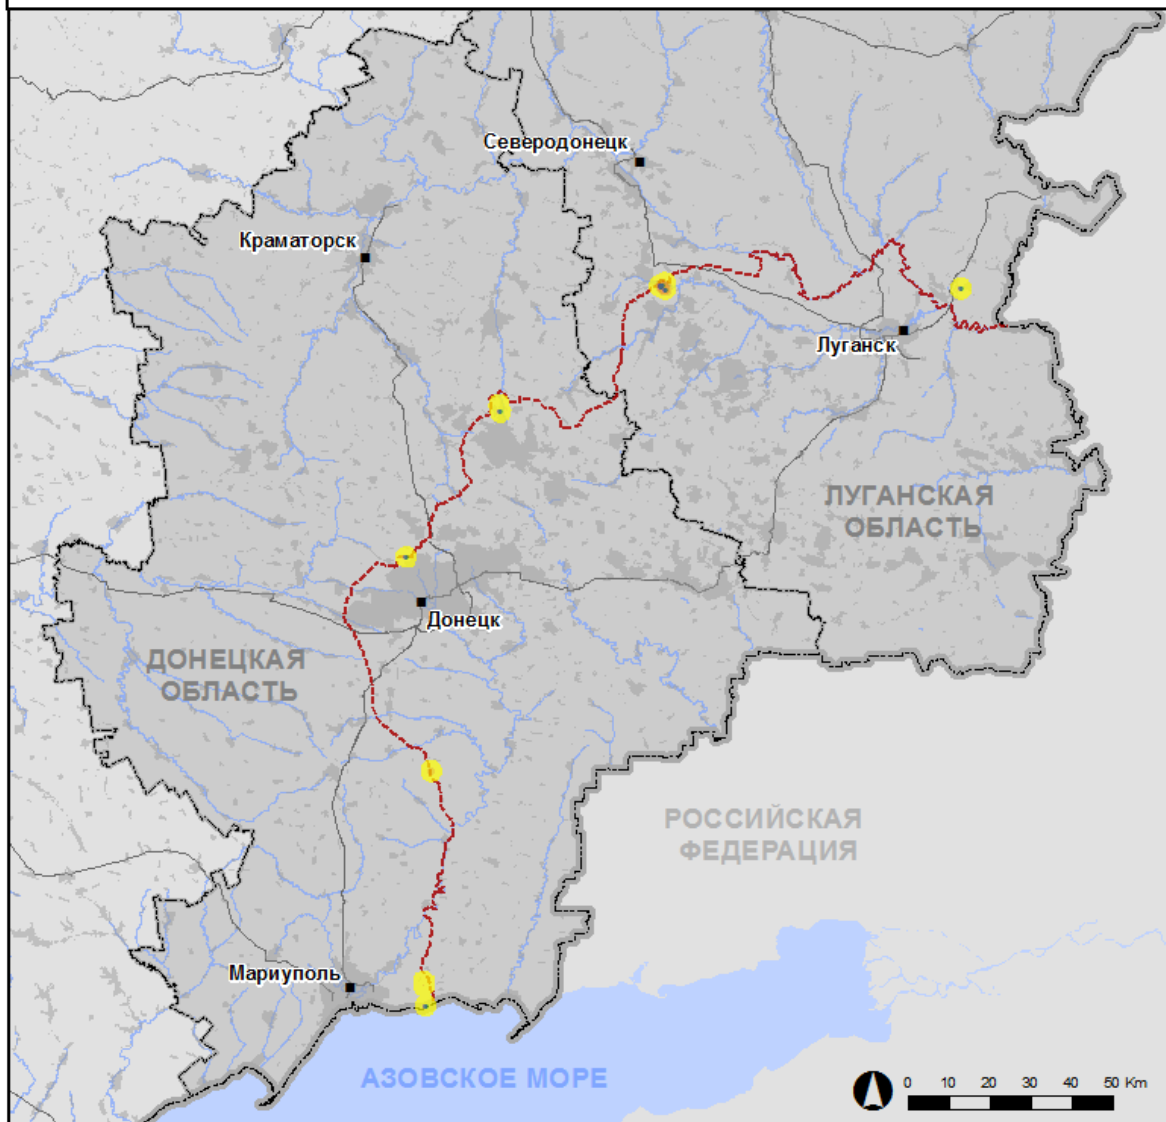 Северодонецк
Краматорск
Луганск
ЛУГАНСКАЯ
ОБЛАСТЬ
Донецк
ДОНЕЦКАЯ
ОБЛАСТЬ
РОССИЙСКАЯ
ФЕДЕРАЦИЯ
Мариуполь
АЗОВСКОЕ МОРЕ
0 10 20 30 40 50 Km